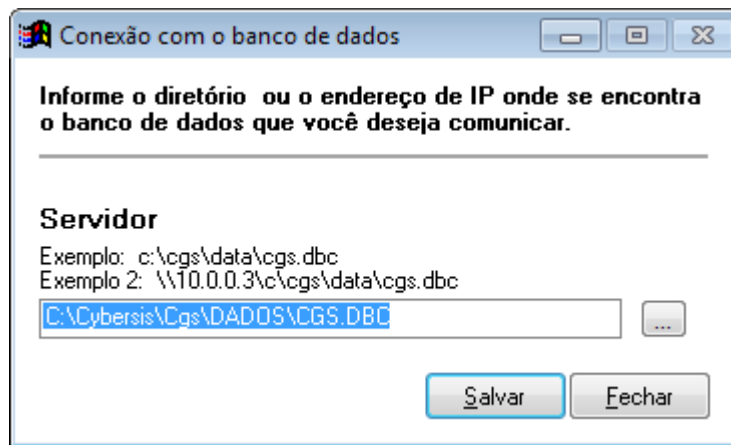 Conexão com o banco de dados
Informe o diretório  ou o endereço de IP onde se encontra
o banco de dados que você deseja comunicar.
Servidor
Exemplo:  c:\cgs\data\cgs.dbc
Exemplo 2:  \\10.0.0.3\c\cgs\data\cgs.dbc
C:\Cybersis\Cgs\DADOS\CGS.DBC
...
Salvar
Fechar